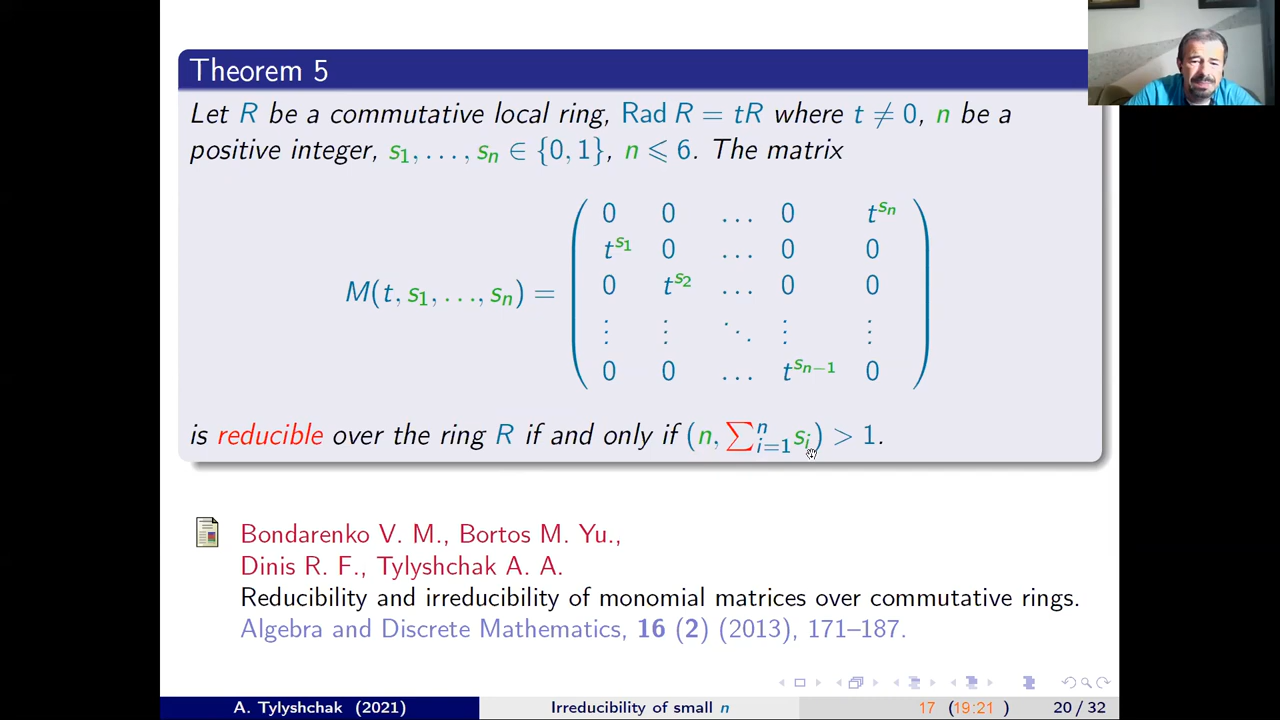 Theorem 5
Let R be a commutative local ring, Rad R = tR where t ≠ 0, n be a
positive integer, s₁, . . . , sₙ ∈ {0, 1}, n ⩽ 6. The matrix
0 0 . . . 0 t^{sₙ}
t^{s₁} 0 . . . 0 0
M(t, s₁, . . . , sₙ) = 0 t^{s₂} . . . 0 0
⋮ ⋮ ⋱ ⋮ ⋮
0 0 . . . t^{sₙ₋₁} 0
is reducible over the ring R if and only if (n, ∑ⁿᵢ₌₁ sᵢ) > 1.
Bondarenko V. M., Bortos M. Yu.,
Dinis R. F., Tylyshchak A. A.
Reducibility and irreducibility of monomial matrices over commutative rings.
Algebra and Discrete Mathematics, 16 (2) (2013), 171–187.
A. Tylyshchak (2021) Irreducibility of small n 17 (19:21 ) 20 / 32